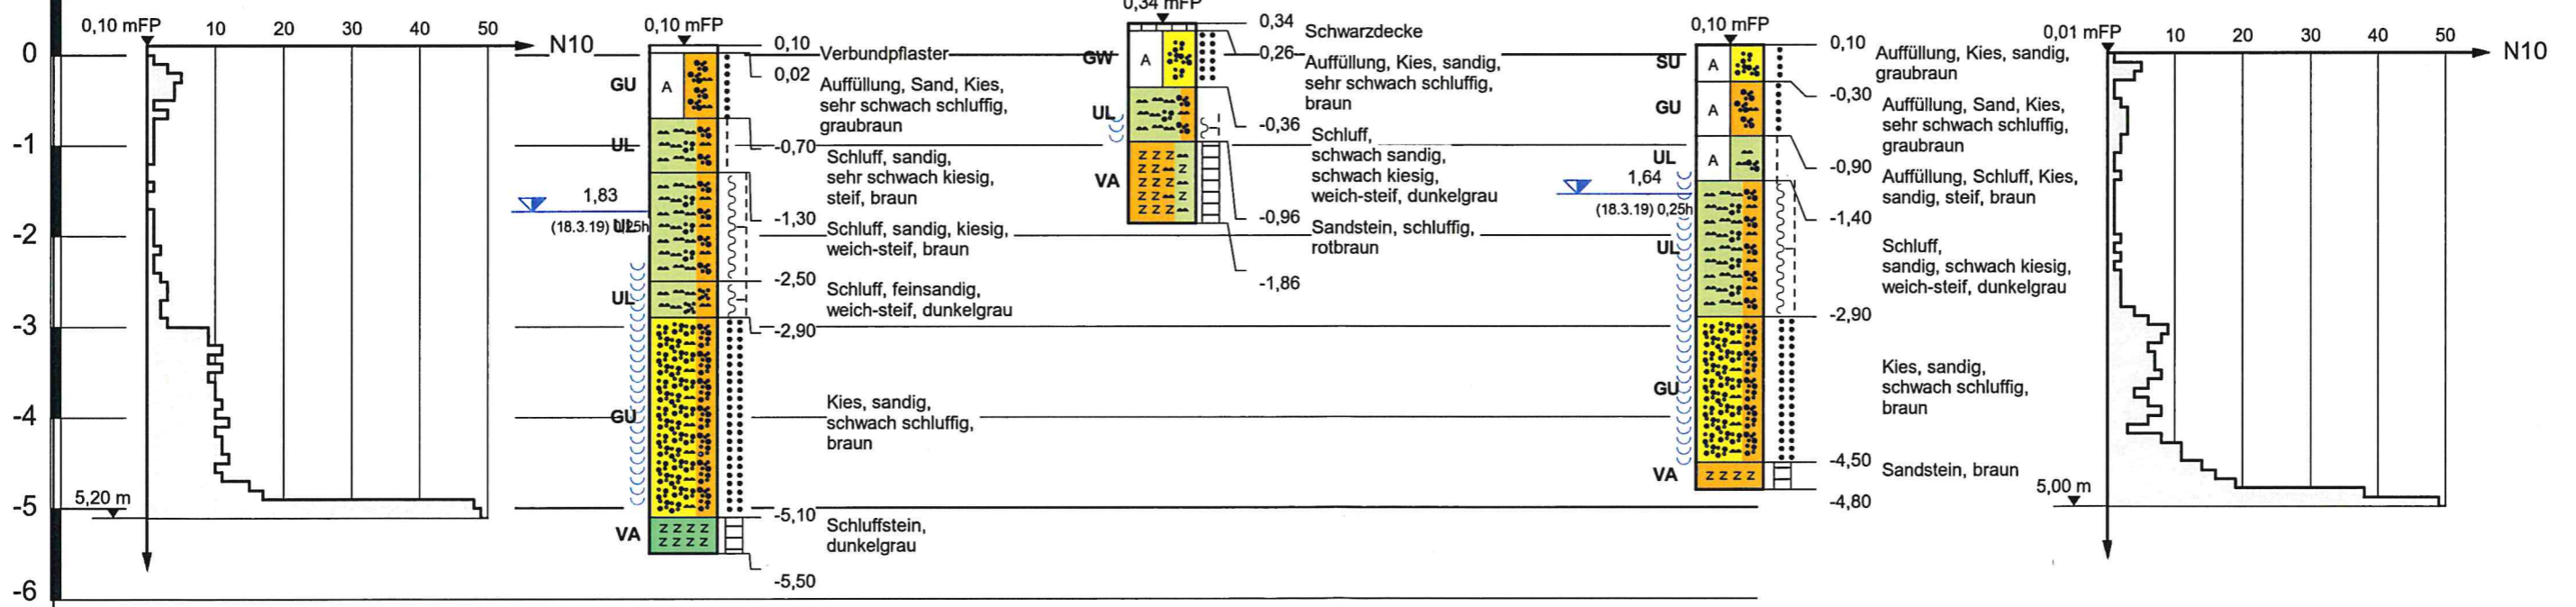 0
-1
-2
-3
-4
-5
-6
0,10 mFP
10
20
30
40
50
N10
5,20 m
0,10 mFP
GU
A
UL
1,83
(18.3.19) 0,25h
UL
UL
GU
VA
Z Z Z Z
Z Z Z Z
0,10
0,02
-0,70
-1,30
-2,50
-2,90
-5,10
-5,50
Verbundpflaster
Auffüllung, Sand, Kies,
sehr schwach schluffig,
graubraun
Schluff, sandig,
sehr schwach kiesig,
steif, braun
Schluff, sandig, kiesig,
weich-steif, braun
Schluff, feinsandig,
weich-steif, dunkelgrau
Kies, sandig,
schwach schluffig,
braun
Schluffstein,
dunkelgrau
0,34 mFP
GW
A
UL
VA
Z Z Z
Z Z Z Z
Z Z Z
Z Z Z Z
Z Z Z
0,34
0,26
-0,36
-0,96
-1,86
Schwarzdecke
Auffüllung, Kies, sandig,
sehr schwach schluffig,
braun
Schluff,
schwach sandig,
schwach kiesig,
weich-steif, dunkelgrau
Sandstein, schluffig,
rotbraun
0,10 mFP
SU
A
GU
A
UL
A
1,64
(18.3.19) 0,25h
UL
GU
VA
Z Z Z Z
0,10
-0,30
-0,90
-1,40
-2,90
-4,50
-4,80
Auffüllung, Kies, sandig,
graubraun
Auffüllung, Sand, Kies,
sehr schwach schluffig,
graubraun
Auffüllung, Schluff, Kies,
sandig, steif, braun
Schluff,
sandig, schwach kiesig,
weich-steif, dunkelgrau
Kies, sandig,
schwach schluffig,
braun
Sandstein, braun
0,01 mFP
10
20
30
40
50
N10
5,00 m